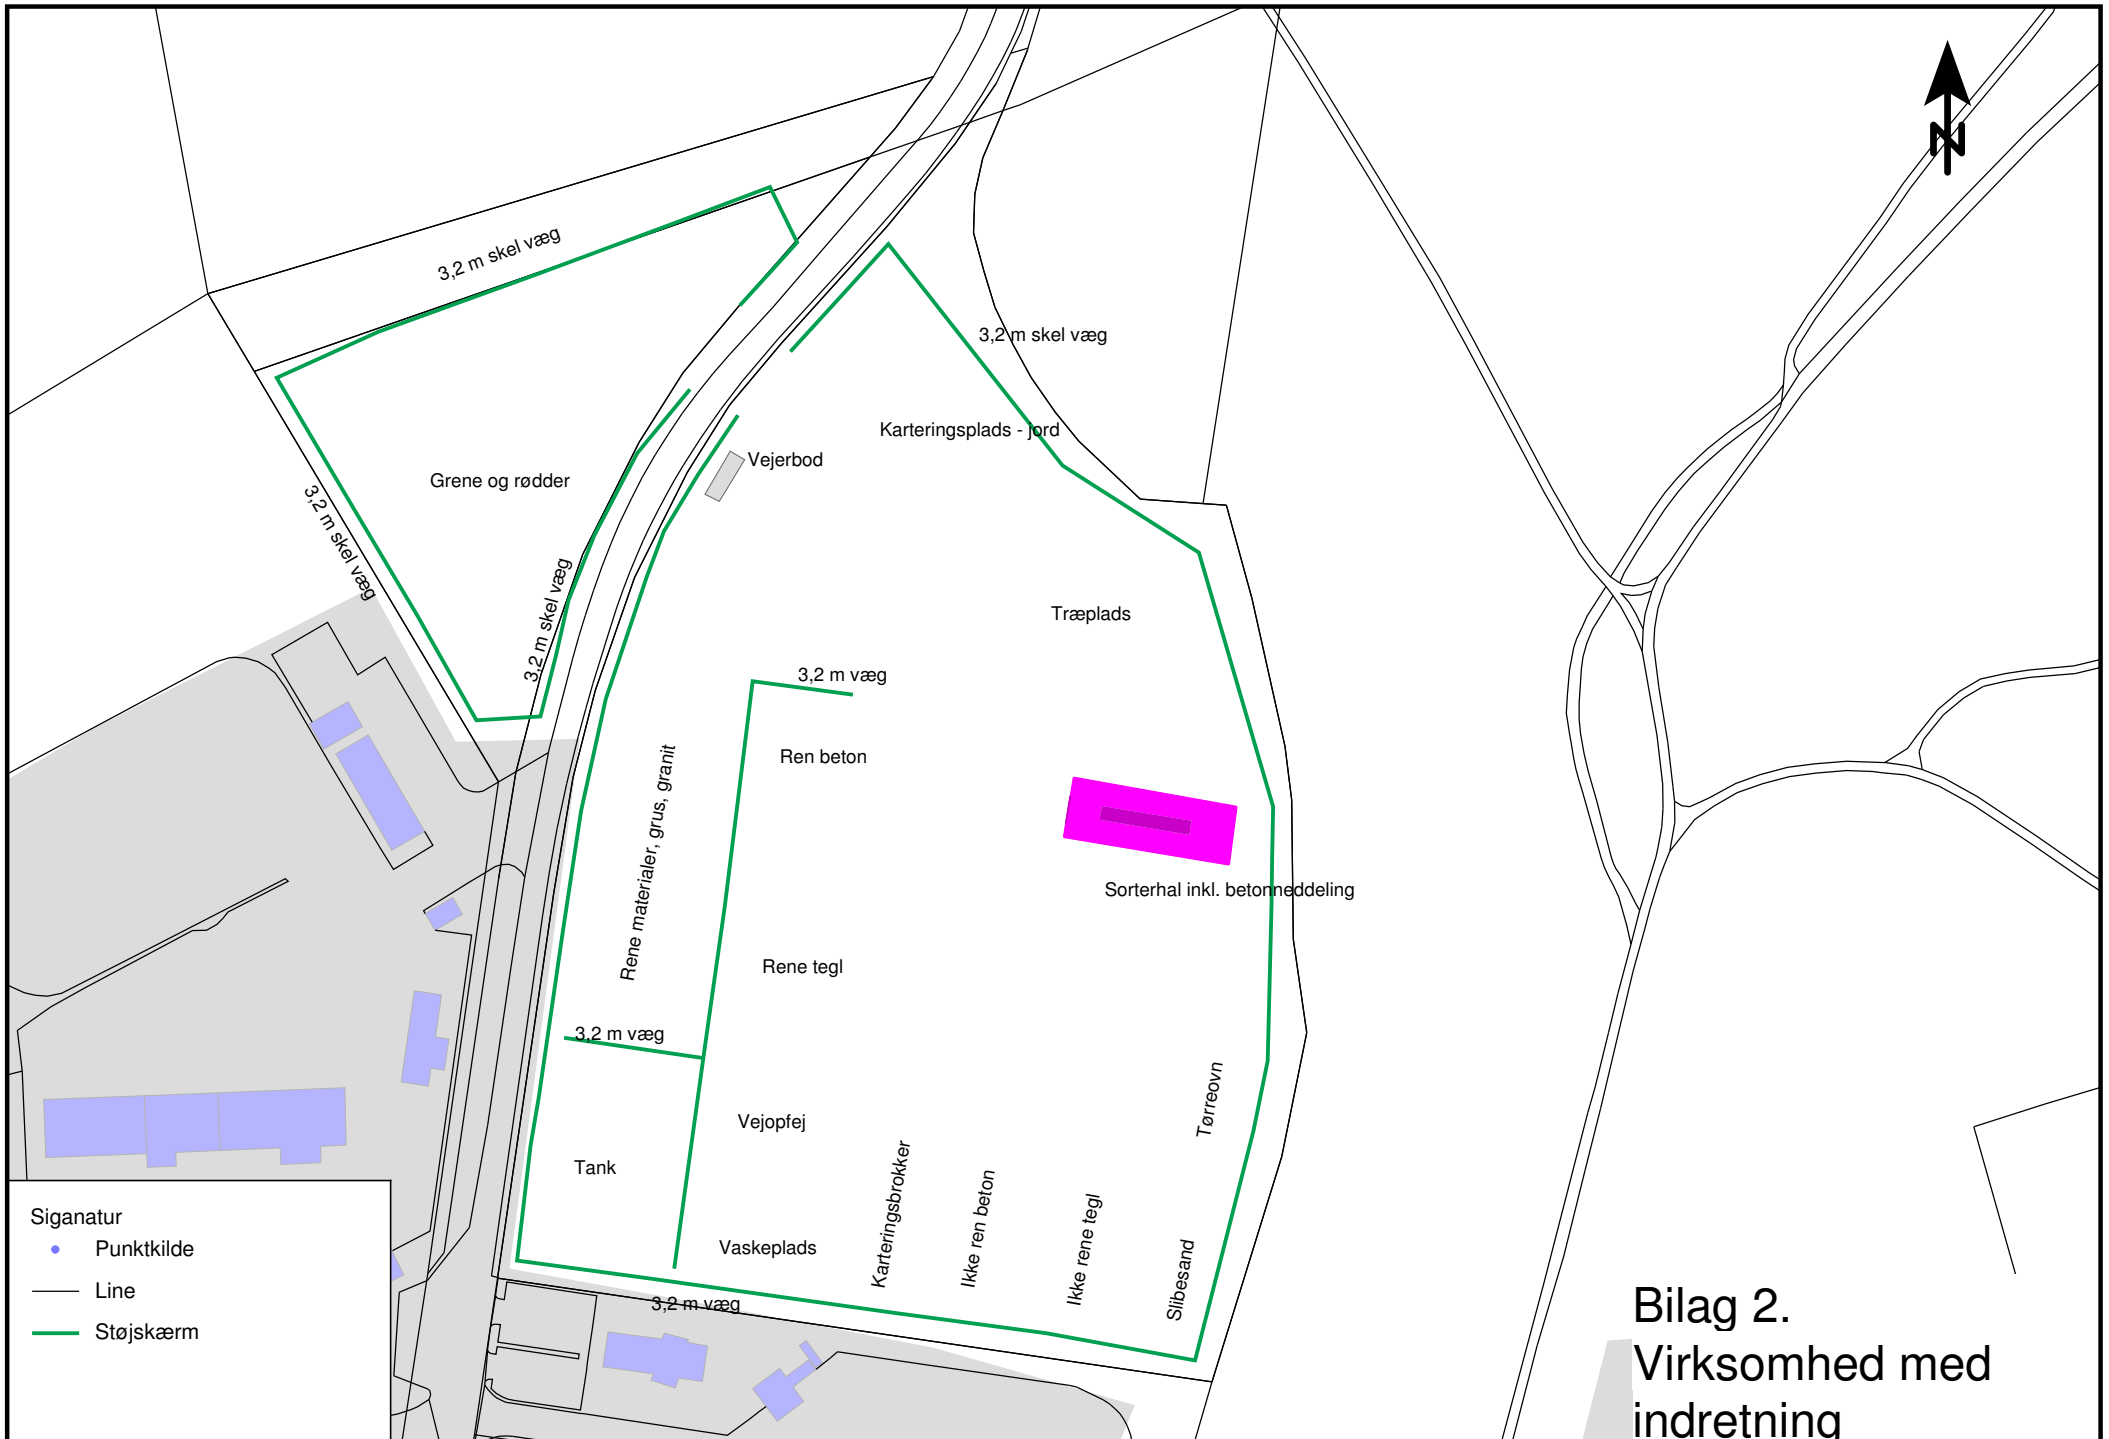 N
3,2 m skel væg
3,2 m skel væg
Karteringsplads - jord
Vejerbod
Grene og rødder
3,2 m skel væg
3,2 m skel væg
Træplads
3,2 m væg
Ren beton
Rene materialer, grus, granit
Sorterhal inkl. betonneddeling
Rene tegl
3,2 m væg
Tørreovn
Vejopfej
Tank
Karteringsbrokker
Ikke ren beton
Ikke rene tegl
Slibesand
Vaskeplads
3,2 m væg
Siganatur
Punktkilde
Line
Støjskærm
Bilag 2.
Virksomhed med
indretning